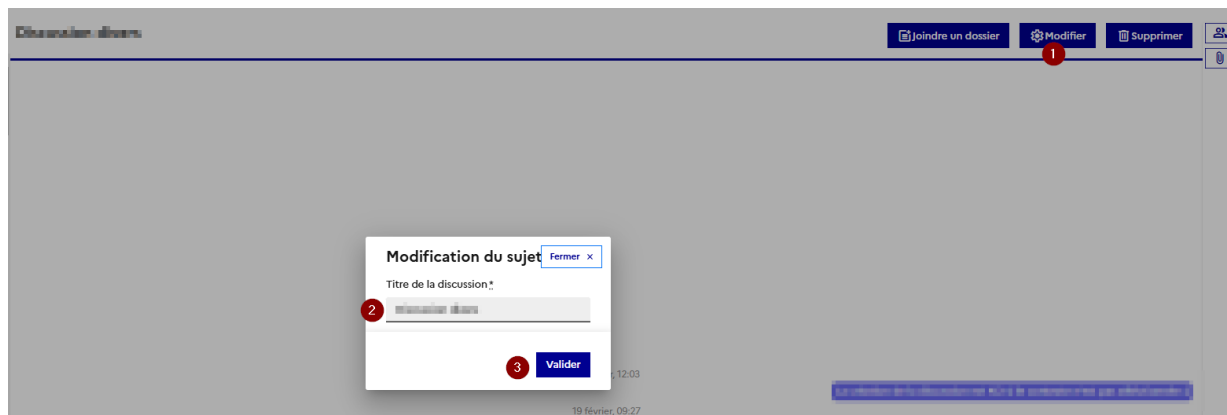 Joindre un dossier
Modifier
Supprimer
1
Modification du sujet
Fermer ×
Titre de la discussion *
2
Valider
3
, 12:03
19 février, 09:27